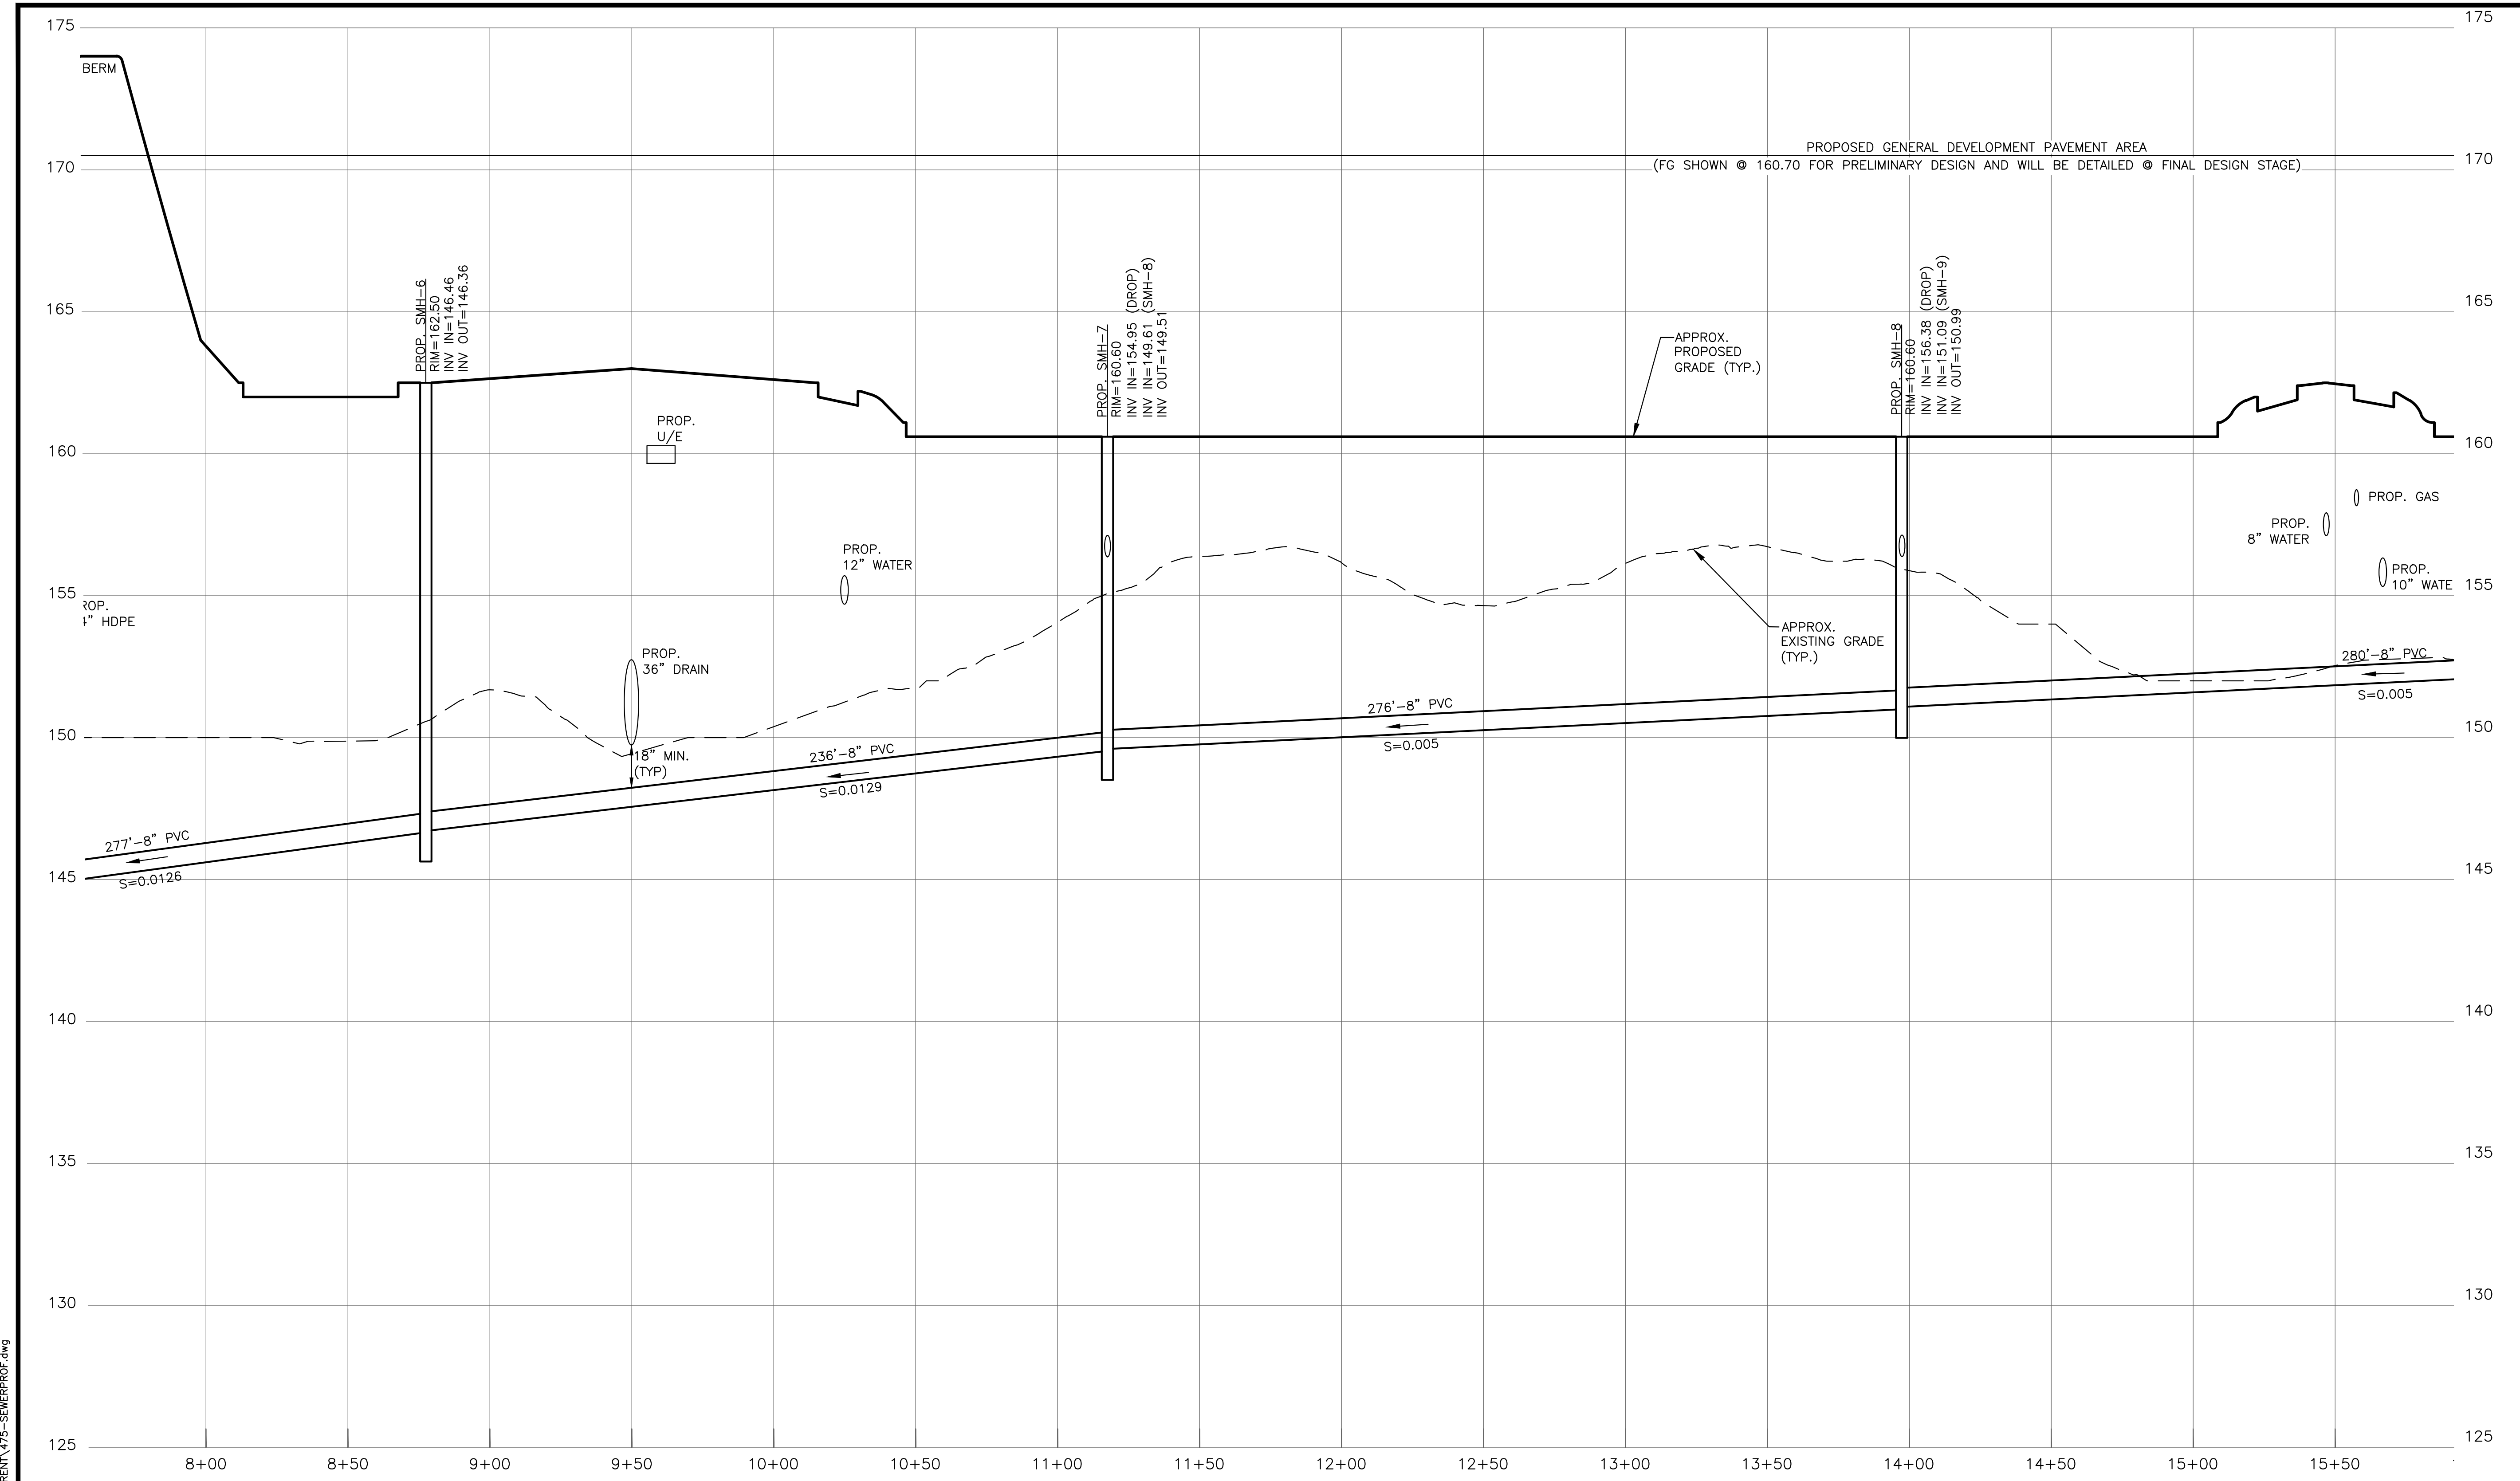 175
175
BERM
PROPOSED GENERAL DEVELOPMENT PAVEMENT AREA
(FG SHOWN @ 160.70 FOR PRELIMINARY DESIGN AND WILL BE DETAILED @ FINAL DESIGN STAGE)
170
170
165
165
PROP. SMH-6
RIM=162.50
INV IN=146.46
INV OUT=146.36
PROP. SMH-7
RIM=160.60
INV IN=154.95 (DROP)
INV IN=149.61 (SMH-8)
INV OUT=149.51
APPROX.
PROPOSED
GRADE (TYP.)
PROP. SMH-8
RIM=160.60
INV IN=156.38 (DROP)
INV IN=151.09 (SMH-9)
INV OUT=150.99
PROP.
U/E
160
160
PROP. GAS
PROP.
8" WATER
PROP.
12" WATER
PROP.
10" WATE
155
155
ROP.
4" HDPE
APPROX.
EXISTING GRADE
(TYP.)
PROP.
36" DRAIN
280'-8" PVC
S=0.005
276'-8" PVC
S=0.005
150
150
18" MIN.
(TYP)
236'-8" PVC
S=0.0129
277'-8" PVC
S=0.0126
145
145
140
140
135
135
130
130
125
125
8+00
8+50
9+00
9+50
10+00
10+50
11+00
11+50
12+00
12+50
13+00
13+50
14+00
14+50
15+00
15+50
RENT\475-SEWERPROF.dwg